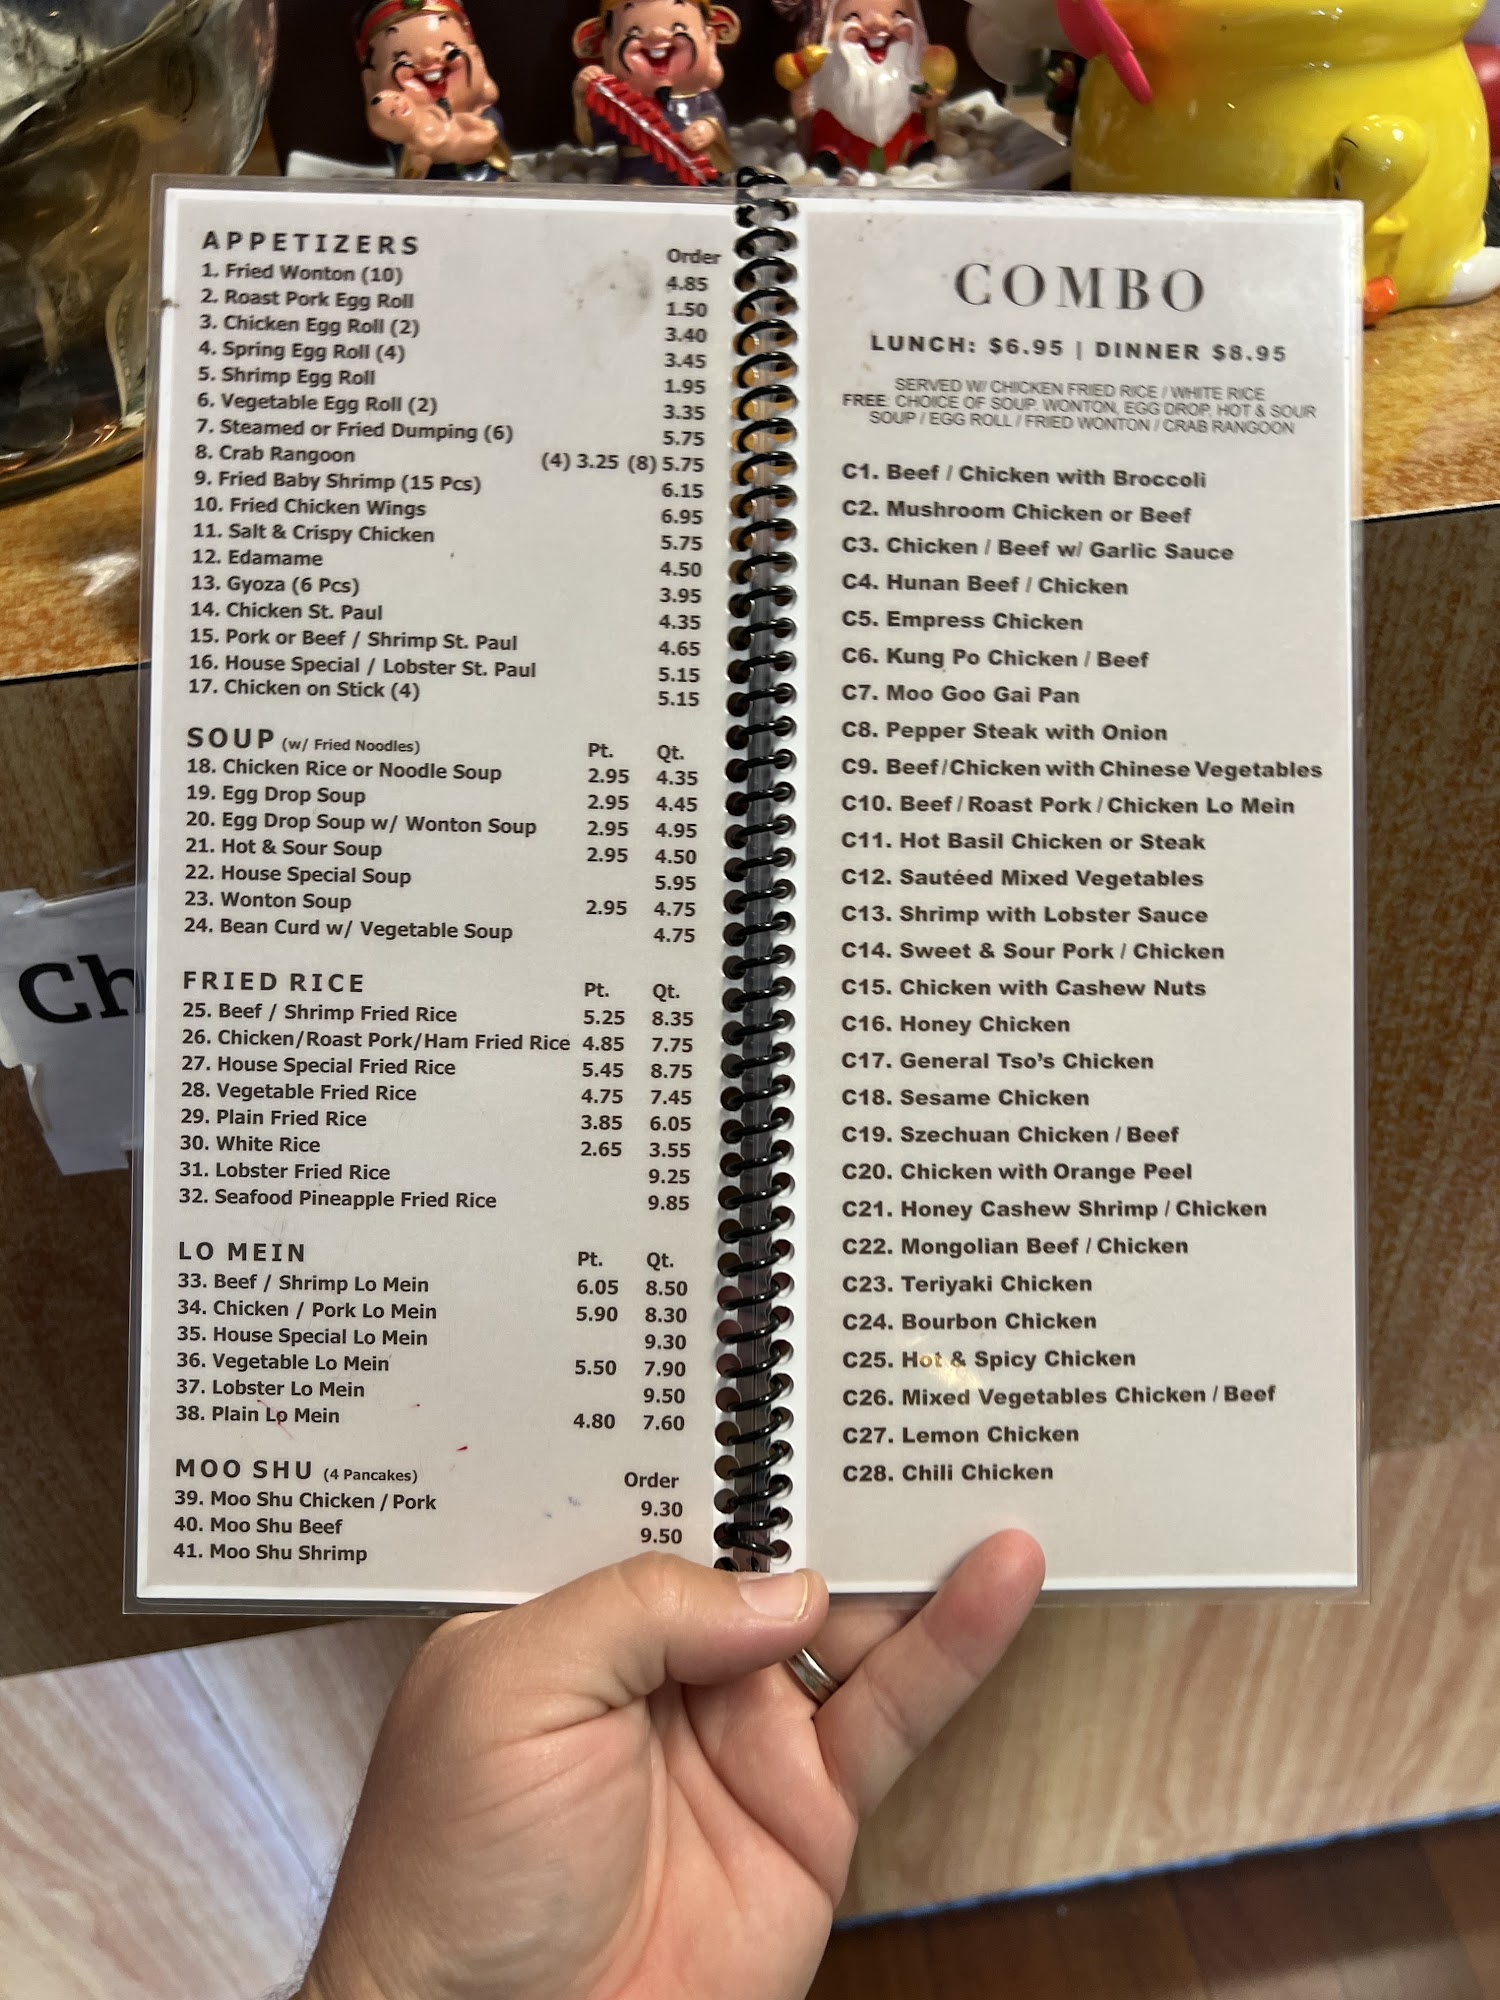 APPETIZERS Order
1. Fried Wonton (10) 4.85
2. Roast Pork Egg Roll 1.50
3. Chicken Egg Roll (2) 3.40
4. Spring Egg Roll (4) 3.45
5. Shrimp Egg Roll 1.95
6. Vegetable Egg Roll (2) 3.35
7. Steamed or Fried Dumping (6) 5.75
8. Crab Rangoon (4) 3.25 (8) 5.75
9. Fried Baby Shrimp (15 Pcs) 6.15
10. Fried Chicken Wings 6.95
11. Salt & Crispy Chicken 5.75
12. Edamame 4.50
13. Gyoza (6 Pcs) 3.95
14. Chicken St. Paul 4.35
15. Pork or Beef / Shrimp St. Paul 4.65
16. House Special / Lobster St. Paul 5.15
17. Chicken on Stick (4) 5.15
SOUP (w/ Fried Noodles) Pt. Qt.
18. Chicken Rice or Noodle Soup 2.95 4.35
19. Egg Drop Soup 2.95 4.45
20. Egg Drop Soup w/ Wonton Soup 2.95 4.95
21. Hot & Sour Soup 2.95 4.50
22. House Special Soup 5.95
23. Wonton Soup 2.95 4.75
24. Bean Curd w/ Vegetable Soup 4.75
FRIED RICE Pt. Qt.
25. Beef / Shrimp Fried Rice 5.25 8.35
26. Chicken/Roast Pork/Ham Fried Rice 4.85 7.75
27. House Special Fried Rice 5.45 8.75
28. Vegetable Fried Rice 4.75 7.45
29. Plain Fried Rice 3.85 6.05
30. White Rice 2.65 3.55
31. Lobster Fried Rice 9.25
32. Seafood Pineapple Fried Rice 9.85
LO MEIN Pt. Qt.
33. Beef / Shrimp Lo Mein 6.05 8.50
34. Chicken / Pork Lo Mein 5.90 8.30
35. House Special Lo Mein 9.30
36. Vegetable Lo Mein 5.50 7.90
37. Lobster Lo Mein 9.50
38. Plain Lo Mein 4.80 7.60
MOO SHU (4 Pancakes) Order
39. Moo Shu Chicken / Pork 9.30
40. Moo Shu Beef 9.50
41. Moo Shu Shrimp
COMBO
LUNCH: $6.95 | DINNER $8.95
SERVED W/ CHICKEN FRIED RICE / WHITE RICE
FREE: CHOICE OF SOUP. WONTON, EGG DROP, HOT & SOUR
SOUP / EGG ROLL / FRIED WONTON / CRAB RANGOON
C1. Beef / Chicken with Broccoli
C2. Mushroom Chicken or Beef
C3. Chicken / Beef w/ Garlic Sauce
C4. Hunan Beef / Chicken
C5. Empress Chicken
C6. Kung Po Chicken / Beef
C7. Moo Goo Gai Pan
C8. Pepper Steak with Onion
C9. Beef/Chicken with Chinese Vegetables
C10. Beef / Roast Pork / Chicken Lo Mein
C11. Hot Basil Chicken or Steak
C12. Sautéed Mixed Vegetables
C13. Shrimp with Lobster Sauce
C14. Sweet & Sour Pork / Chicken
C15. Chicken with Cashew Nuts
C16. Honey Chicken
C17. General Tso's Chicken
C18. Sesame Chicken
C19. Szechuan Chicken / Beef
C20. Chicken with Orange Peel
C21. Honey Cashew Shrimp / Chicken
C22. Mongolian Beef / Chicken
C23. Teriyaki Chicken
C24. Bourbon Chicken
C25. Hot & Spicy Chicken
C26. Mixed Vegetables Chicken / Beef
C27. Lemon Chicken
C28. Chili Chicken
Ch